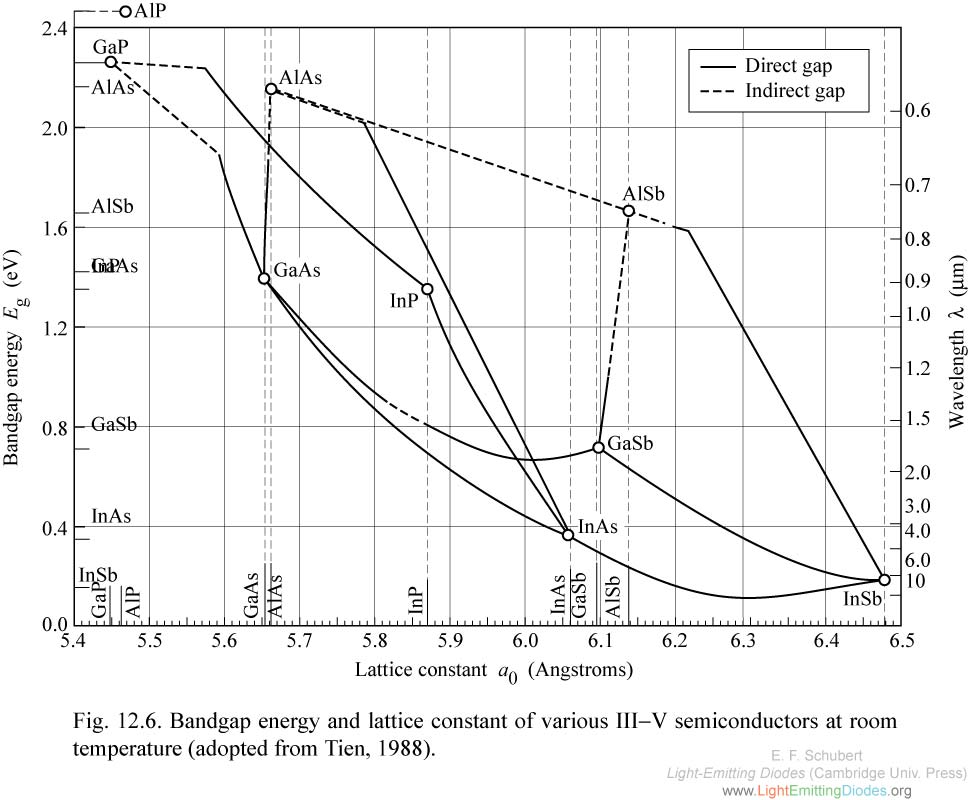 AlP
2.4
GaP
AlAs
AlAs
Direct gap
Indirect gap
0.6
2.0
0.7
AlSb
AlSb
1.6
0.8
GaAs
InP
GaAs
0.9
InP
1.0
1.2
1.2
Bandgap energy Eg (eV)
Wavelength λ (μm)
1.5
0.8
GaSb
GaSb
2.0
3.0
InAs
InAs
0.4
4.0
6.0
InSb
10
InSb
GaP
AlP
GaAs
AlAs
InP
InAs
GaSb
AlSb
0.0
5.4 5.5 5.6 5.7 5.8 5.9 6.0 6.1 6.2 6.3 6.4 6.5
Lattice constant a0 (Angstroms)
Fig. 12.6. Bandgap energy and lattice constant of various III–V semiconductors at room
temperature (adopted from Tien, 1988).
E. F. Schubert
Light-Emitting Diodes (Cambridge Univ. Press)
www.LightEmittingDiodes.org